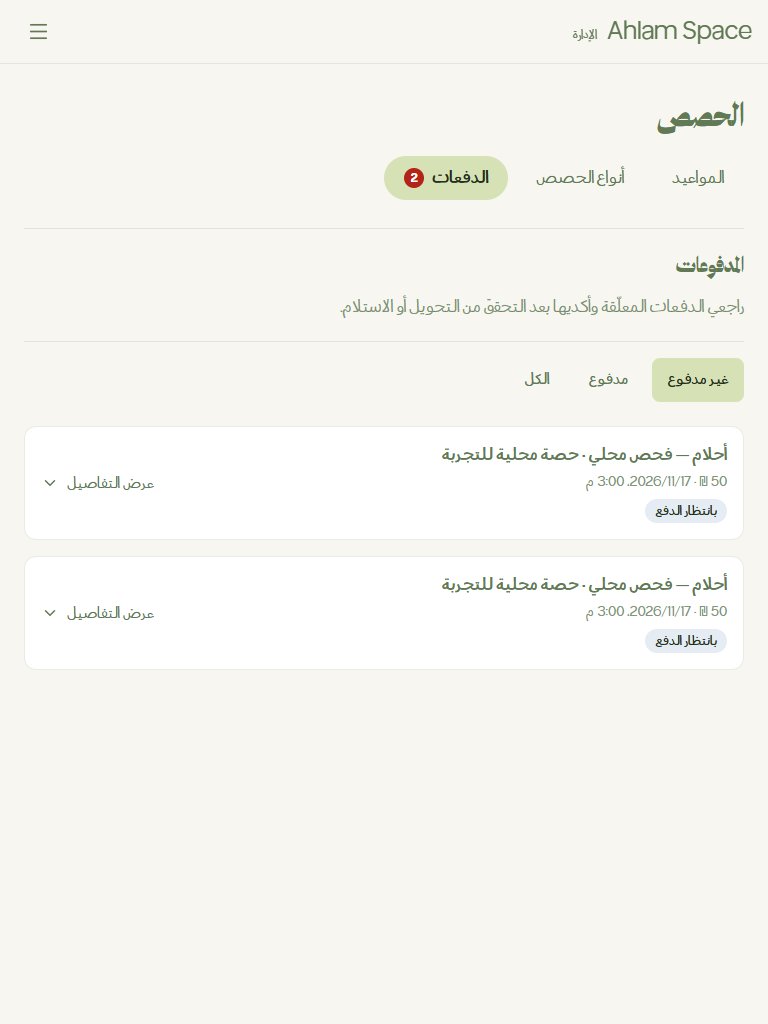 Ahlam Space الإدارة
الحصص
المواعيد أنواع الحصص الدفعات 2
المدفوعات
راجعي الدفعات المعلّقة وأكديها بعد التحقق من التحويل أو الاستلام.
غير مدفوع مدفوع الكل
أحلام — فحص محلي · حصة محلية للتجربة
50 ₪ · 2026/11/17، 3:00 م
بانتظار الدفع
عرض التفاصيل
أحلام — فحص محلي · حصة محلية للتجربة
50 ₪ · 2026/11/17، 3:00 م
بانتظار الدفع
عرض التفاصيل